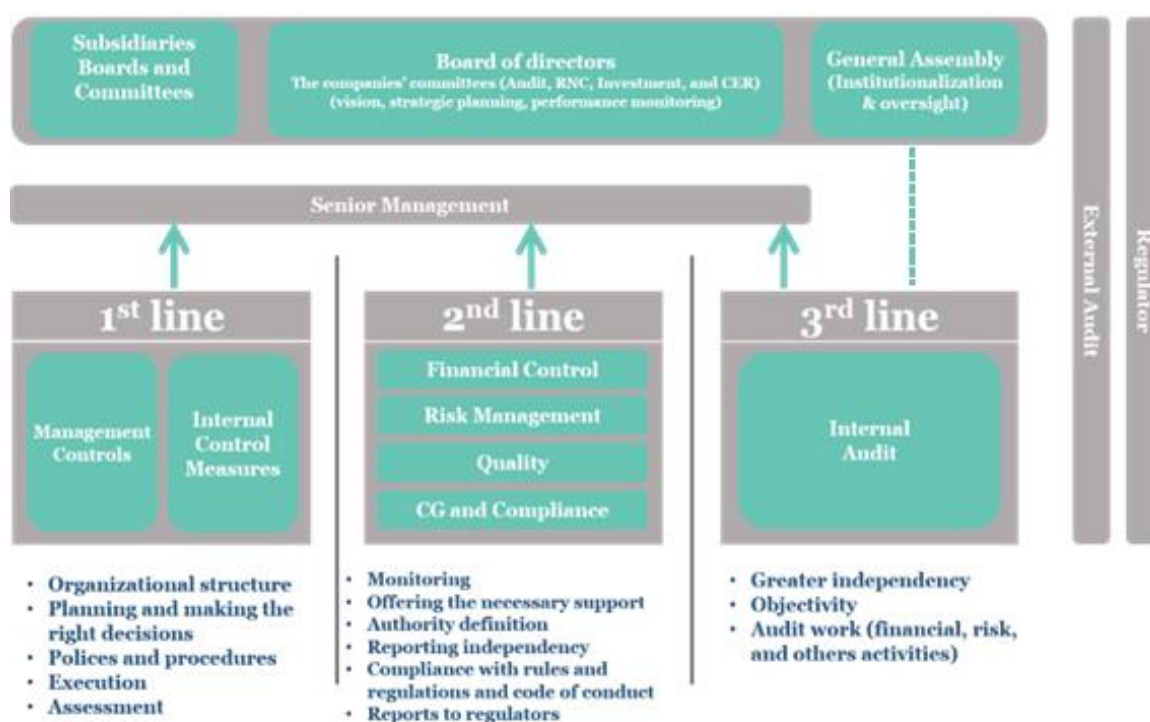 Subsidiaries
Boards and
Committees
Board of directors
The companies' committees (Audit, RNC, Investment, and CER)
(vision, strategic planning, performance monitoring)
General Assembly
(Institutionalization
& oversight)
Senior Management
External Audit
Regulator
1st line
Management
Controls
Internal
Control
Measures
• Organizational structure
• Planning and making the
right decisions
• Polices and procedures
• Execution
• Assessment
2nd line
Financial Control
Risk Management
Quality
CG and Compliance
• Monitoring
• Offering the necessary support
• Authority definition
• Reporting independency
• Compliance with rules and
regulations and code of conduct
• Reports to regulators
3rd line
Internal
Audit
• Greater independency
• Objectivity
• Audit work (financial, risk,
and others activities)